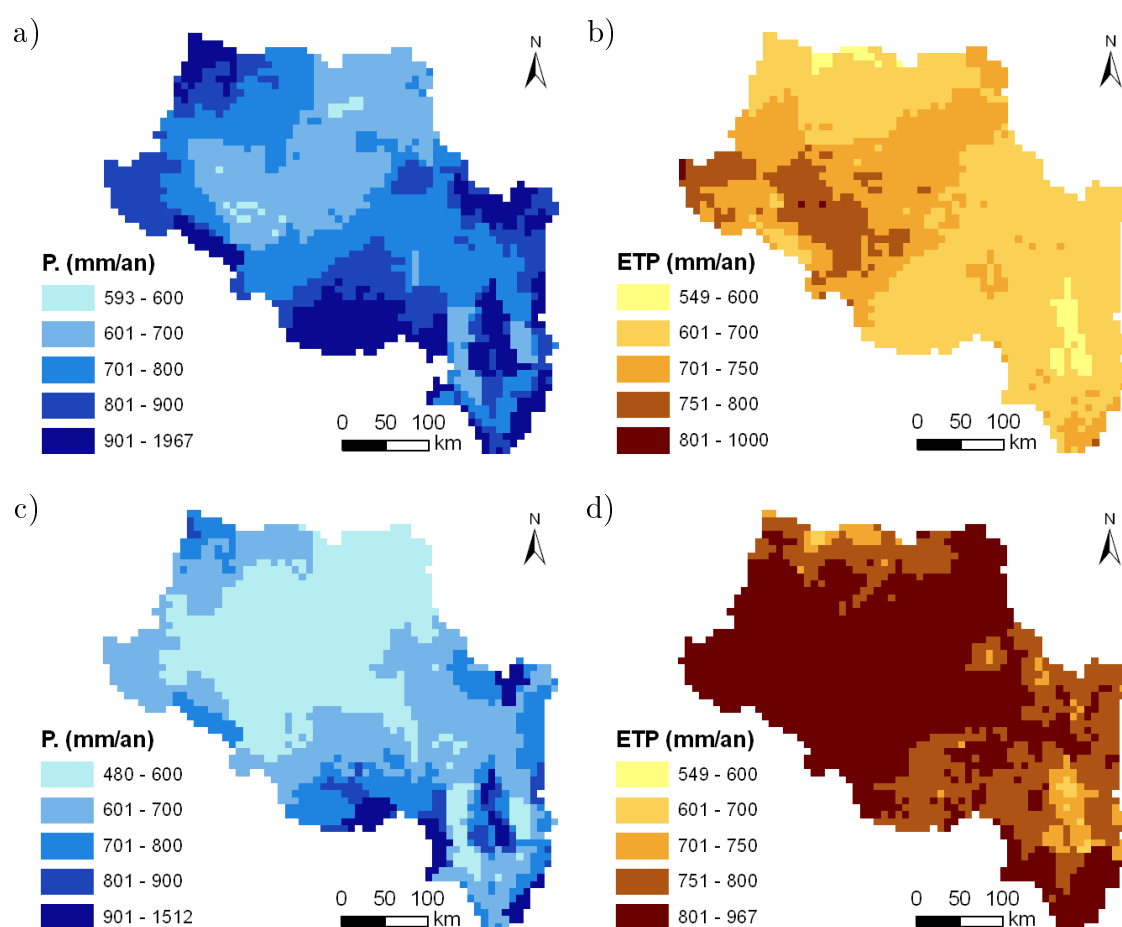 a)
N
P. (mm/an)
593 - 600
601 - 700
701 - 800
801 - 900
901 - 1967
0 50 100
km
b)
N
ETP (mm/an)
549 - 600
601 - 700
701 - 750
751 - 800
801 - 1000
0 50 100
km
c)
N
P. (mm/an)
480 - 600
601 - 700
701 - 800
801 - 900
901 - 1512
0 50 100
km
d)
N
ETP (mm/an)
549 - 600
601 - 700
701 - 750
751 - 800
801 - 967
0 50 100
km